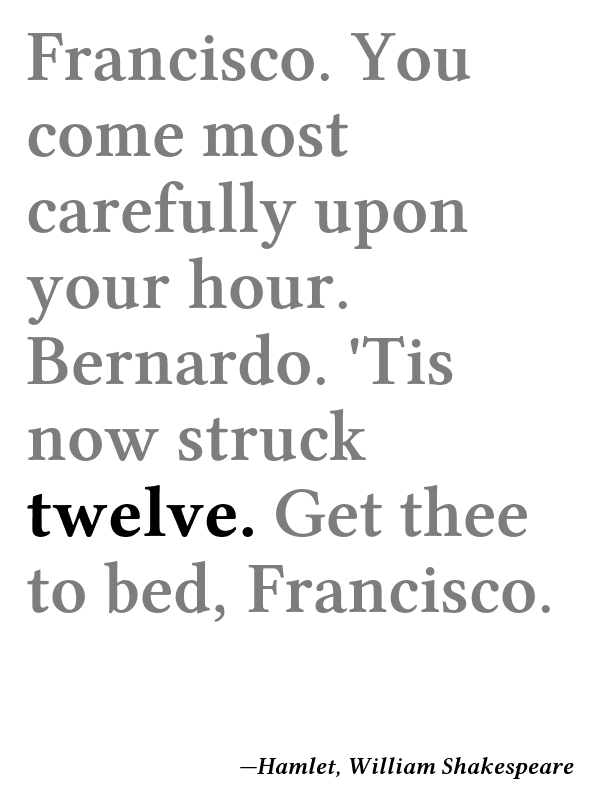 Francisco. You
come most
carefully upon
your hour.
Bernardo. 'Tis
now struck
twelve. Get thee
to bed, Francisco.
—Hamlet, William Shakespeare